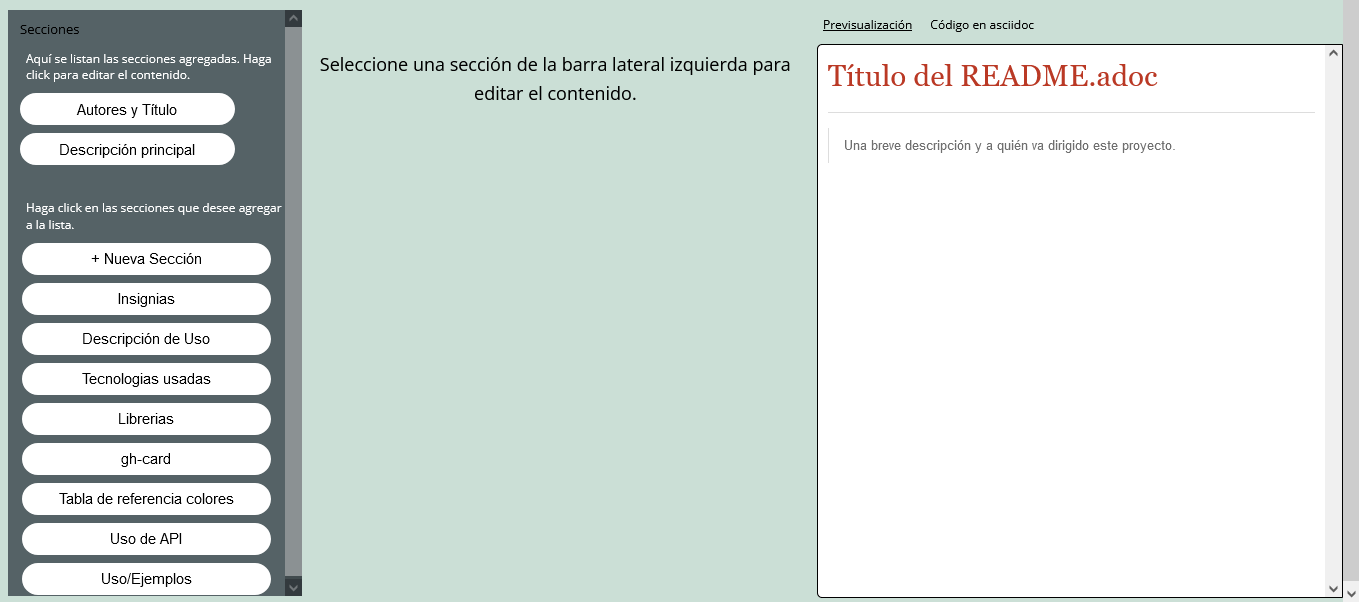 Secciones
Aquí se listan las secciones agregadas. Haga
click para editar el contenido.
Autores y Título
Descripción principal
Haga click en las secciones que desee agregar
a la lista.
+ Nueva Sección
Insignias
Descripción de Uso
Tecnologias usadas
Librerias
gh-card
Tabla de referencia colores
Uso de API
Uso/Ejemplos
Seleccione una sección de la barra lateral izquierda para
editar el contenido.
Previsualización Código en asciidoc
Título del README.adoc
Una breve descripción y a quién va dirigido este proyecto.